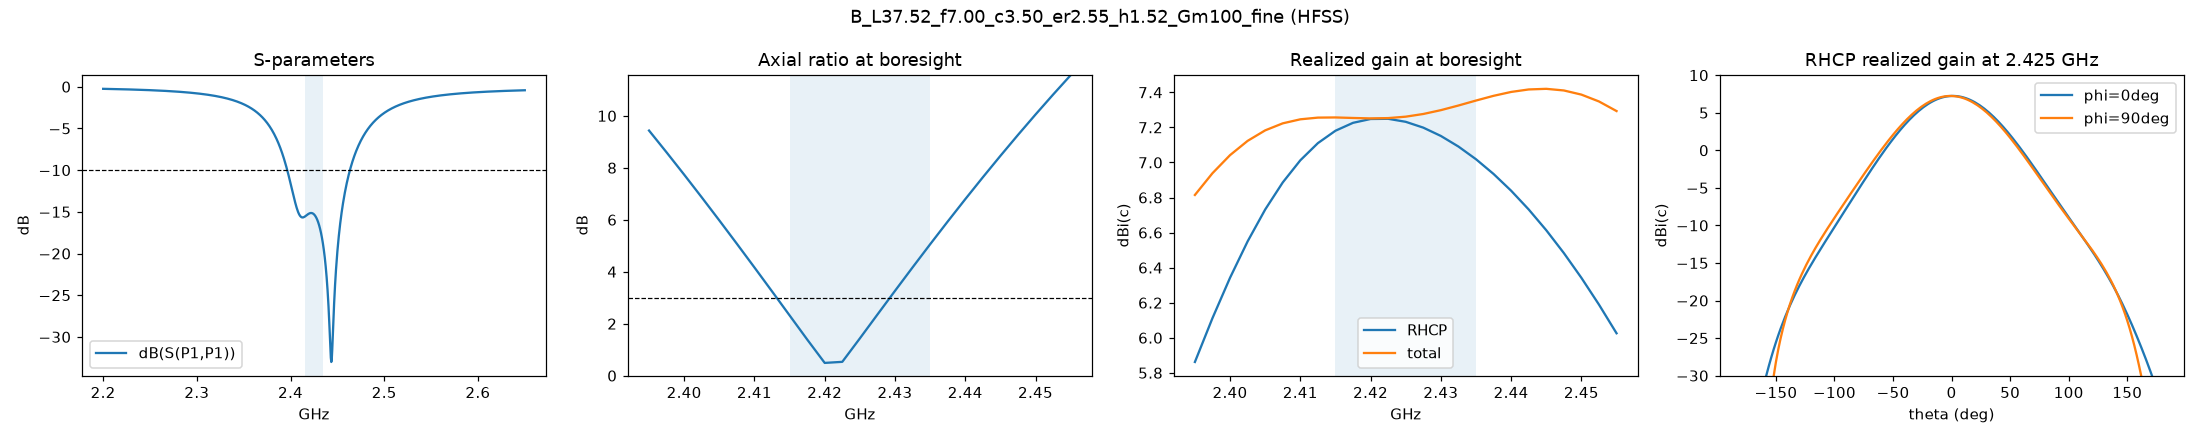 B_L37.52_f7.00_c3.50_er2.55_h1.52_Gm100_fine (HFSS)
S-parameters
0
−5
−10
−15
−20
−25
−30
dB
dB(S(P1,P1))
2.2 2.3 2.4 2.5 2.6
GHz
Axial ratio at boresight
10
8
6
4
2
0
dB
2.40 2.41 2.42 2.43 2.44 2.45
GHz
Realized gain at boresight
7.4
7.2
7.0
6.8
6.6
6.4
6.2
6.0
5.8
dBi(c)
RHCP
total
2.40 2.41 2.42 2.43 2.44 2.45
GHz
RHCP realized gain at 2.425 GHz
10
5
0
−5
−10
−15
−20
−25
−30
dBi(c)
phi=0deg
phi=90deg
−150 −100 −50 0 50 100 150
theta (deg)